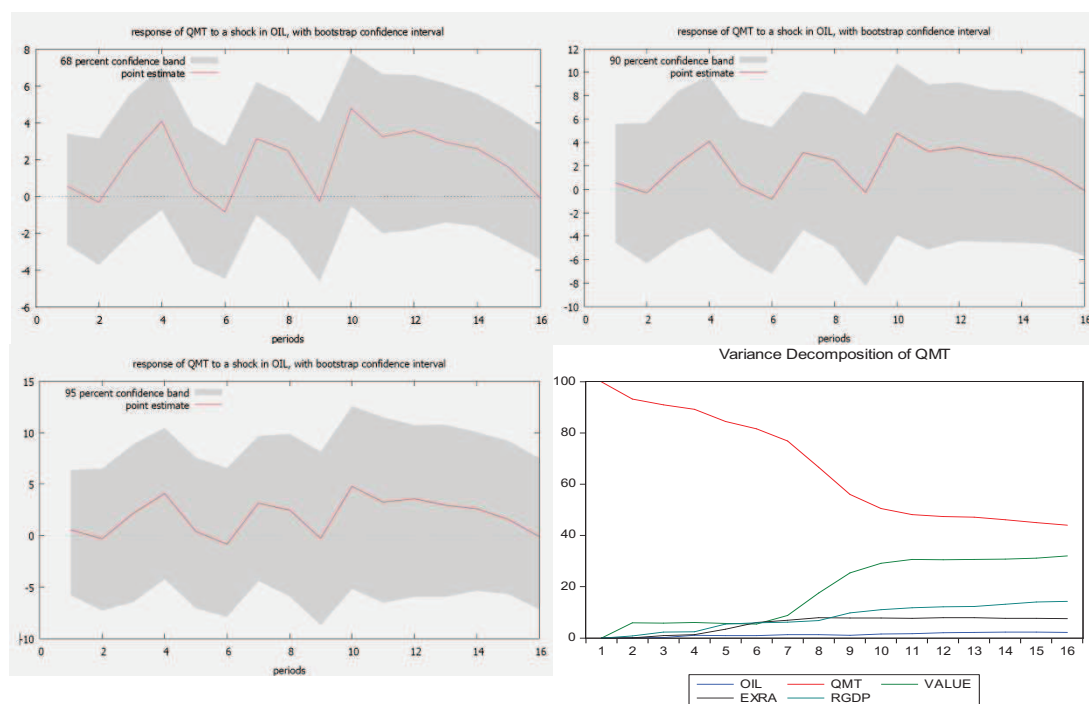 response of QMT to a shock in OIL, with bootstrap confidence interval
68 percent confidence band
point estimate
8
6
4
2
0
-2
-4
-6
0 2 4 6 8 10 12 14 16
periods
response of QMT to a shock in OIL, with bootstrap confidence interval
90 percent confidence band
point estimate
12
10
8
6
4
2
0
-2
-4
-6
-8
-10
0 2 4 6 8 10 12 14 16
periods
response of QMT to a shock in OIL, with bootstrap confidence interval
95 percent confidence band
point estimate
15
10
5
0
-5
-10
0 2 4 6 8 10 12 14 16
periods
Variance Decomposition of QMT
100
80
60
40
20
0
1 2 3 4 5 6 7 8 9 10 11 12 13 14 15 16
OIL QMT VALUE
EXRA RGDP